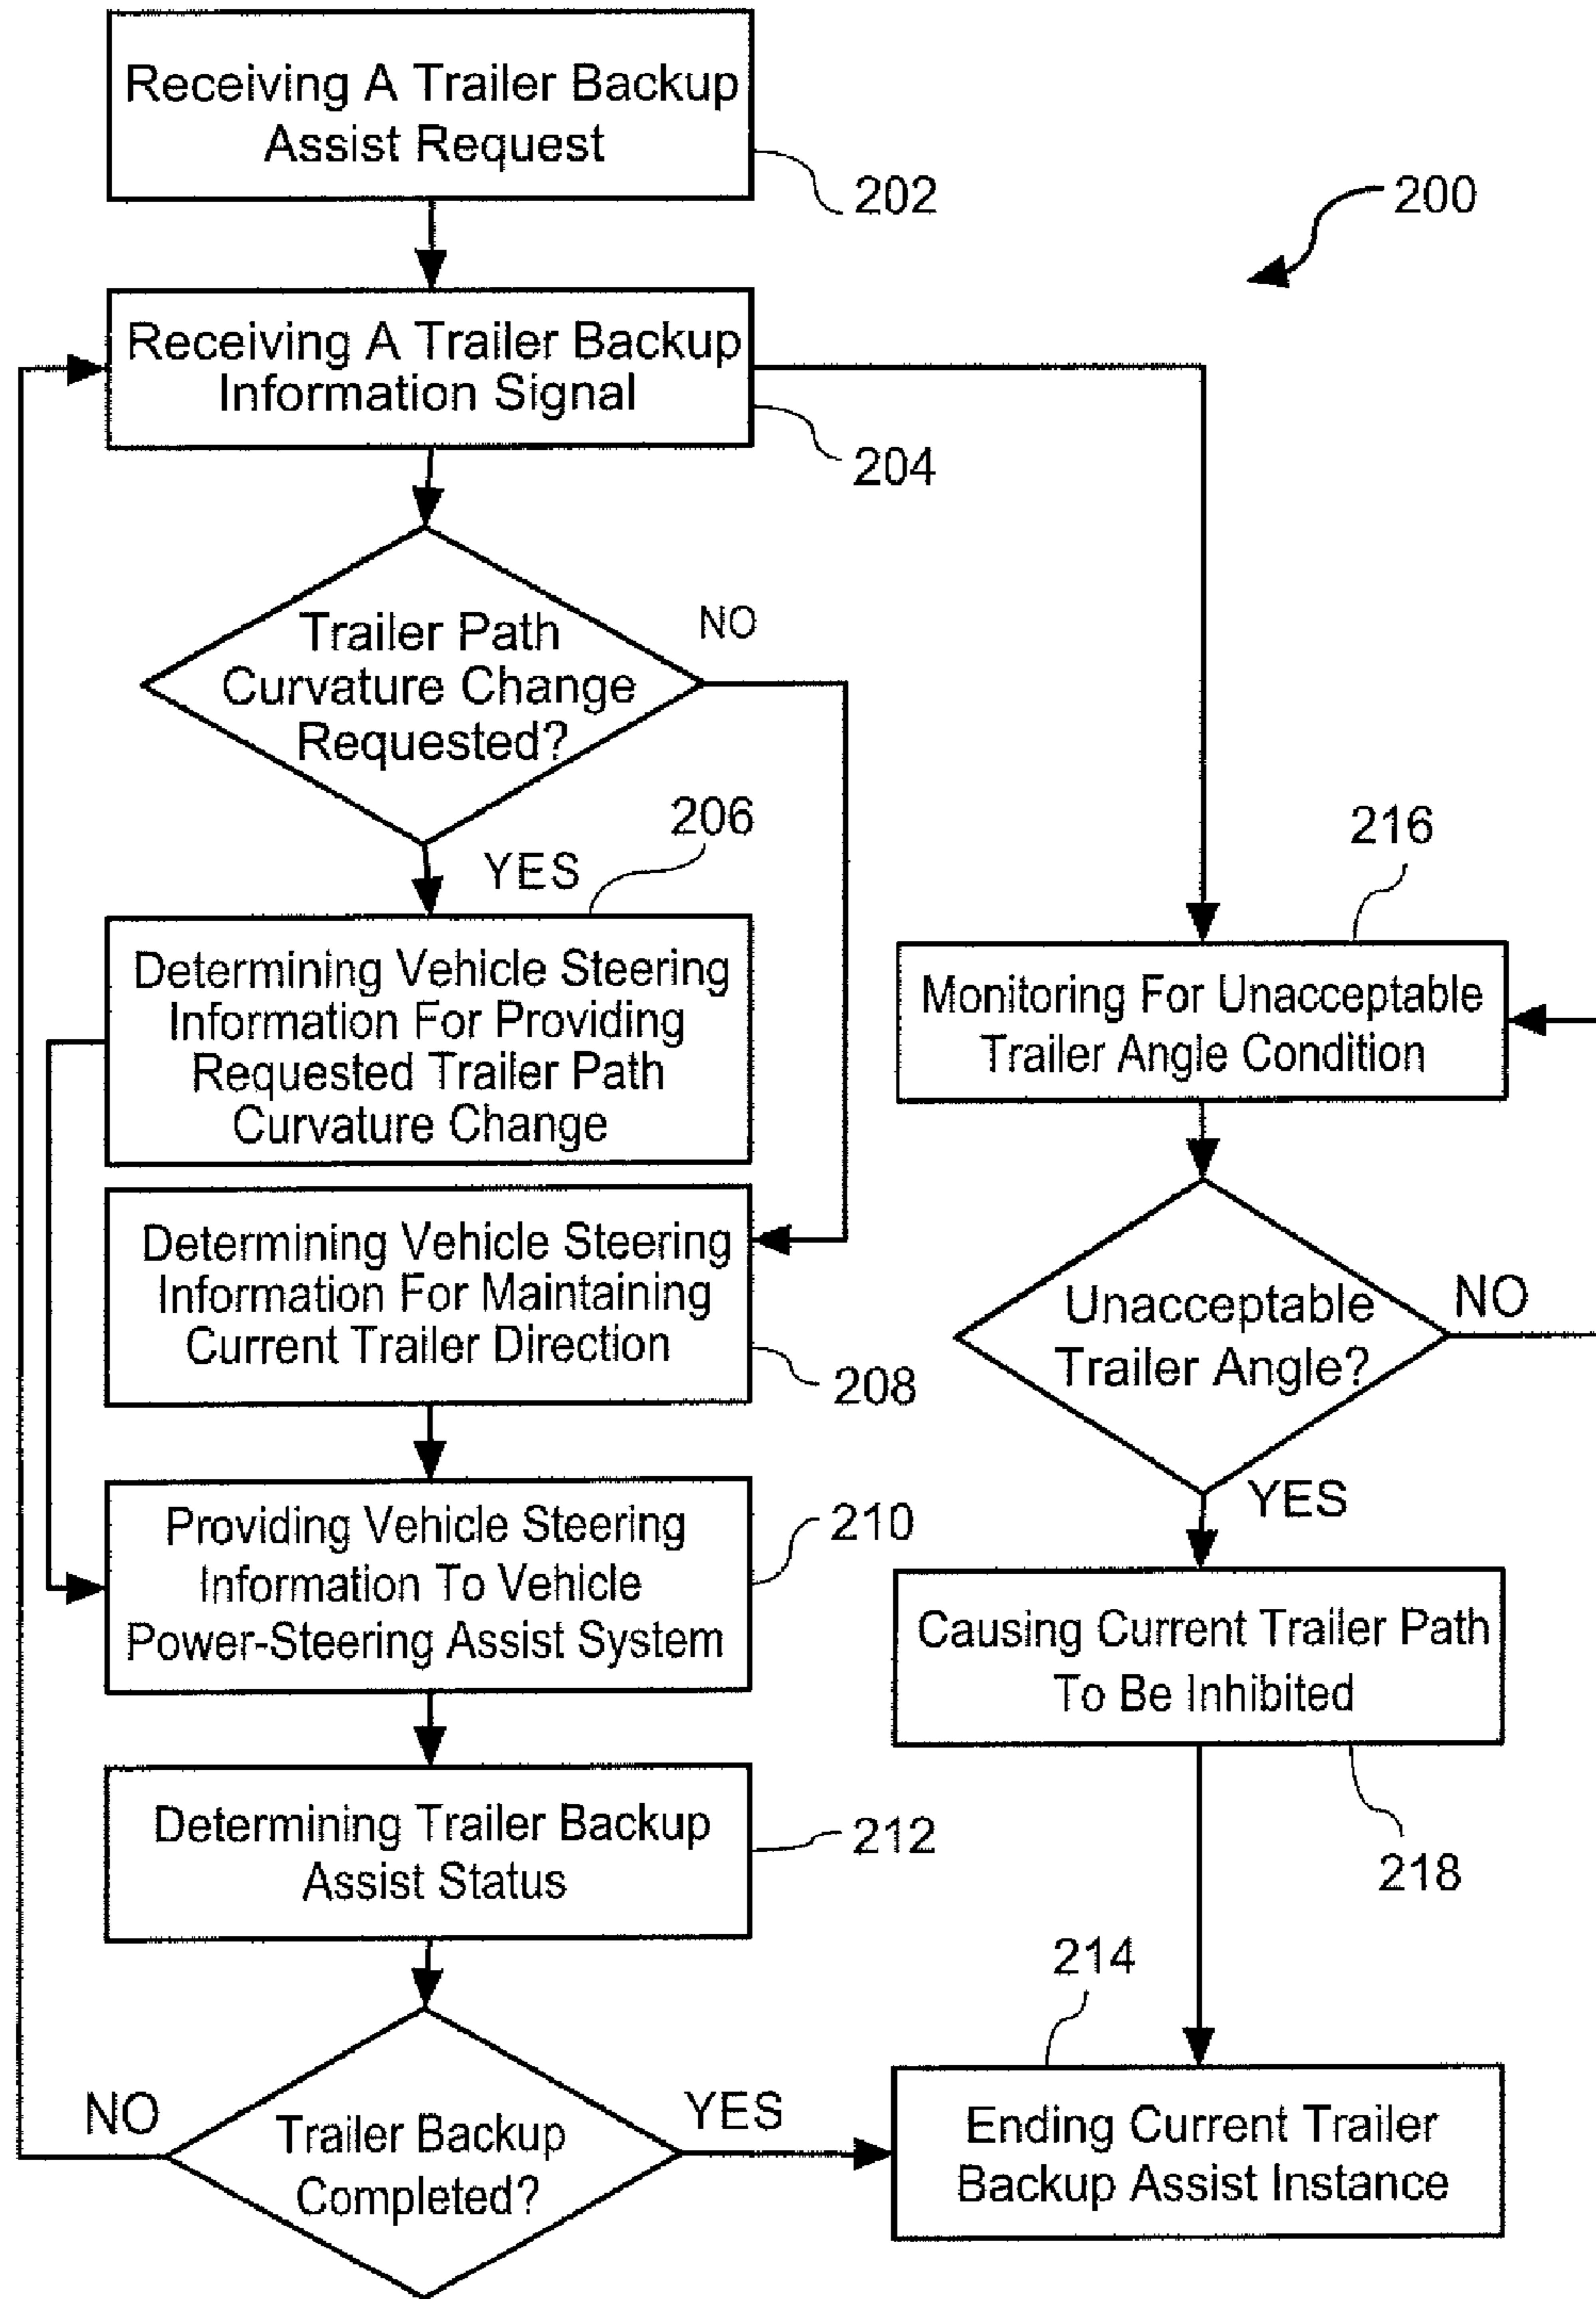 Receiving A Trailer Backup
Assist Request
202
200
Receiving A Trailer Backup
Information Signal
204
Trailer Path
Curvature Change
Requested?
NO
YES
206
Determining Vehicle Steering
Information For Providing
Requested Trailer Path
Curvature Change
Determining Vehicle Steering
Information For Maintaining
Current Trailer Direction
208
Providing Vehicle Steering
Information To Vehicle
Power-Steering Assist System
210
Determining Trailer Backup
Assist Status
212
Trailer Backup
Completed?
NO
YES
216
Monitoring For Unacceptable
Trailer Angle Condition
Unacceptable
Trailer Angle?
NO
YES
Causing Current Trailer Path
To Be Inhibited
218
214
Ending Current Trailer
Backup Assist Instance